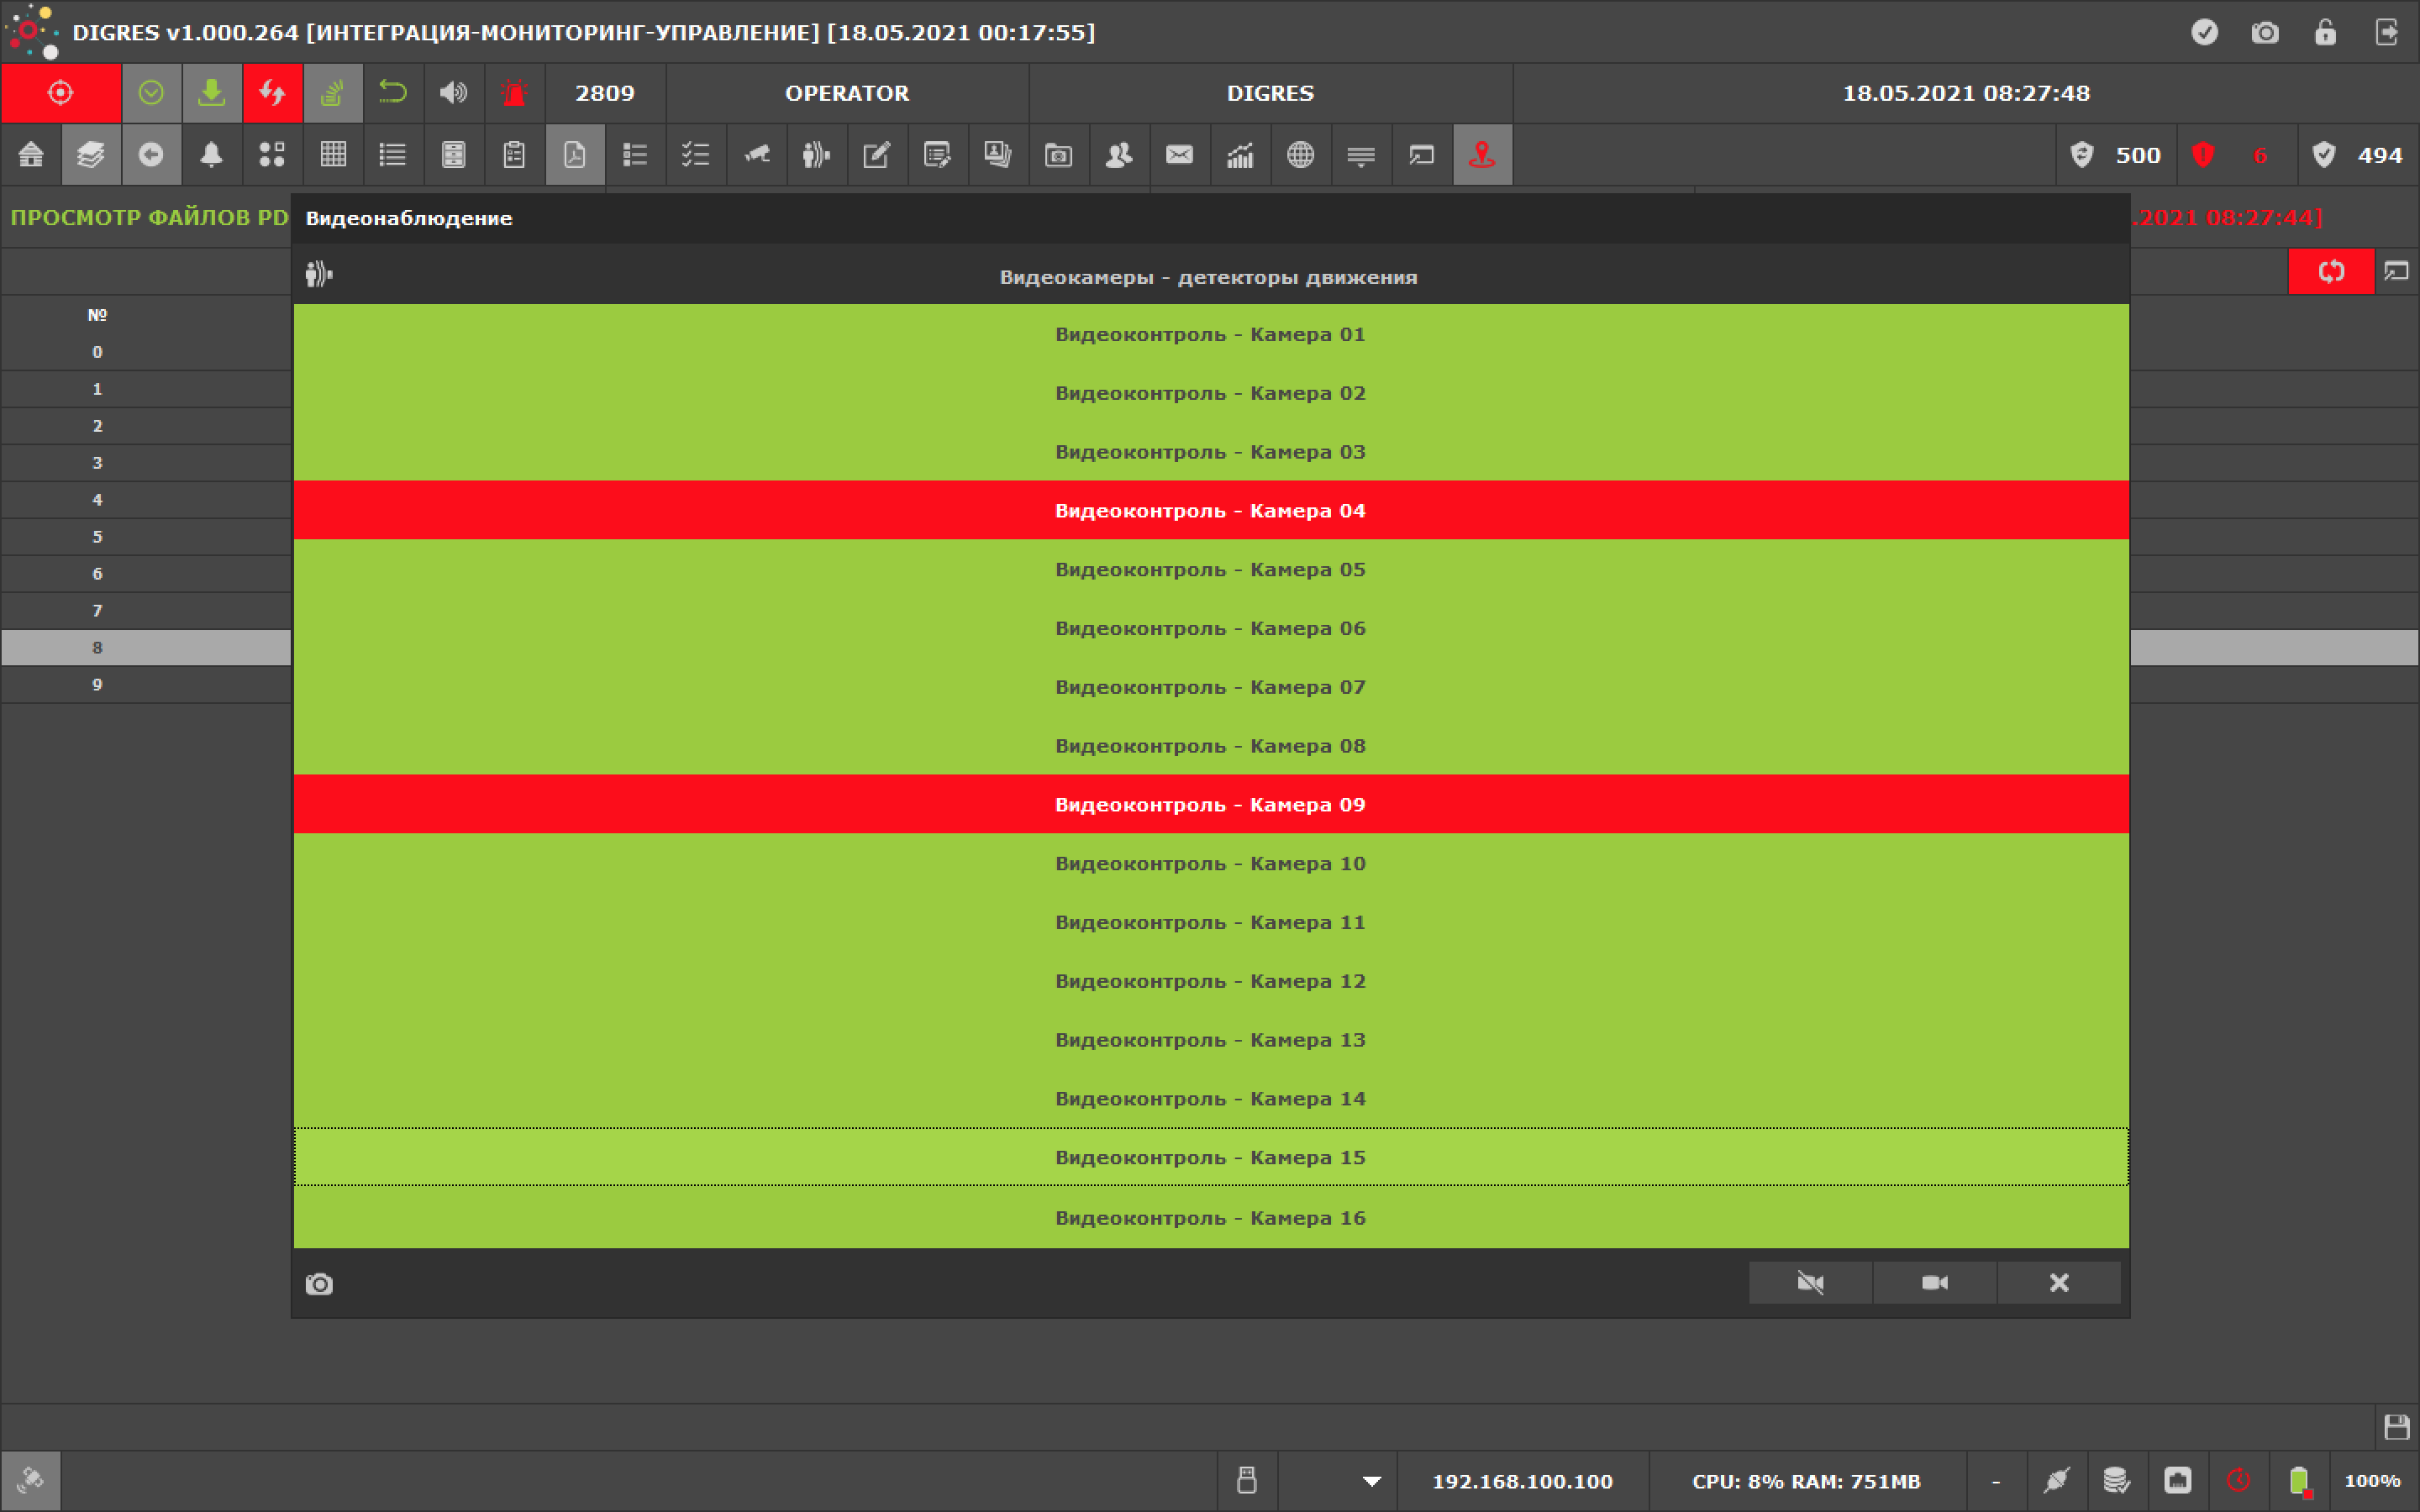 DIGRES v1.000.264 [ИНТЕГРАЦИЯ-МОНИТОРИНГ-УПРАВЛЕНИЕ] [18.05.2021 00:17:55]
2809 OPERATOR DIGRES 18.05.2021 08:27:48
500 6 494
ПРОСМОТР ФАЙЛОВ PD
.2021 08:27:44]
Видеонаблюдение
Видеокамеры - детекторы движения
№
0
1
2
3
4
5
6
7
8
9
Видеоконтроль - Камера 01
Видеоконтроль - Камера 02
Видеоконтроль - Камера 03
Видеоконтроль - Камера 04
Видеоконтроль - Камера 05
Видеоконтроль - Камера 06
Видеоконтроль - Камера 07
Видеоконтроль - Камера 08
Видеоконтроль - Камера 09
Видеоконтроль - Камера 10
Видеоконтроль - Камера 11
Видеоконтроль - Камера 12
Видеоконтроль - Камера 13
Видеоконтроль - Камера 14
Видеоконтроль - Камера 15
Видеоконтроль - Камера 16
192.168.100.100 CPU: 8% RAM: 751MB - 100%